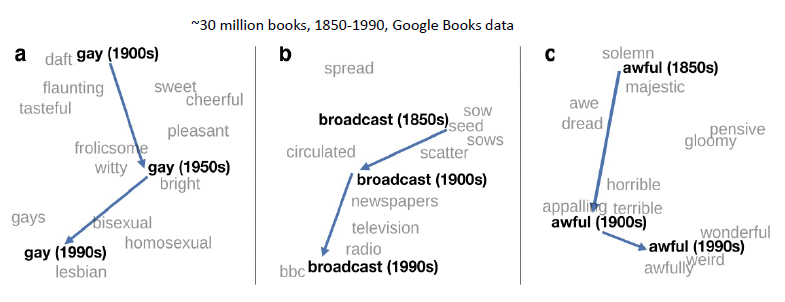 ~30 million books, 1850-1990, Google Books data
a
daft gay (1900s)
flaunting sweet
tasteful cheerful
pleasant
frolicsome
witty gay (1950s)
bright
gays bisexual
homosexual
gay (1990s)
lesbian
b
spread
broadcast (1850s) sow
seed
sows
circulated scatter
broadcast (1900s)
newspapers
television
radio
bbc broadcast (1990s)
c
solemn
awful (1850s)
majestic
awe
dread pensive
gloomy
horrible
appalling terrible
awful (1900s)
wonderful
awful (1990s)
awfully weird